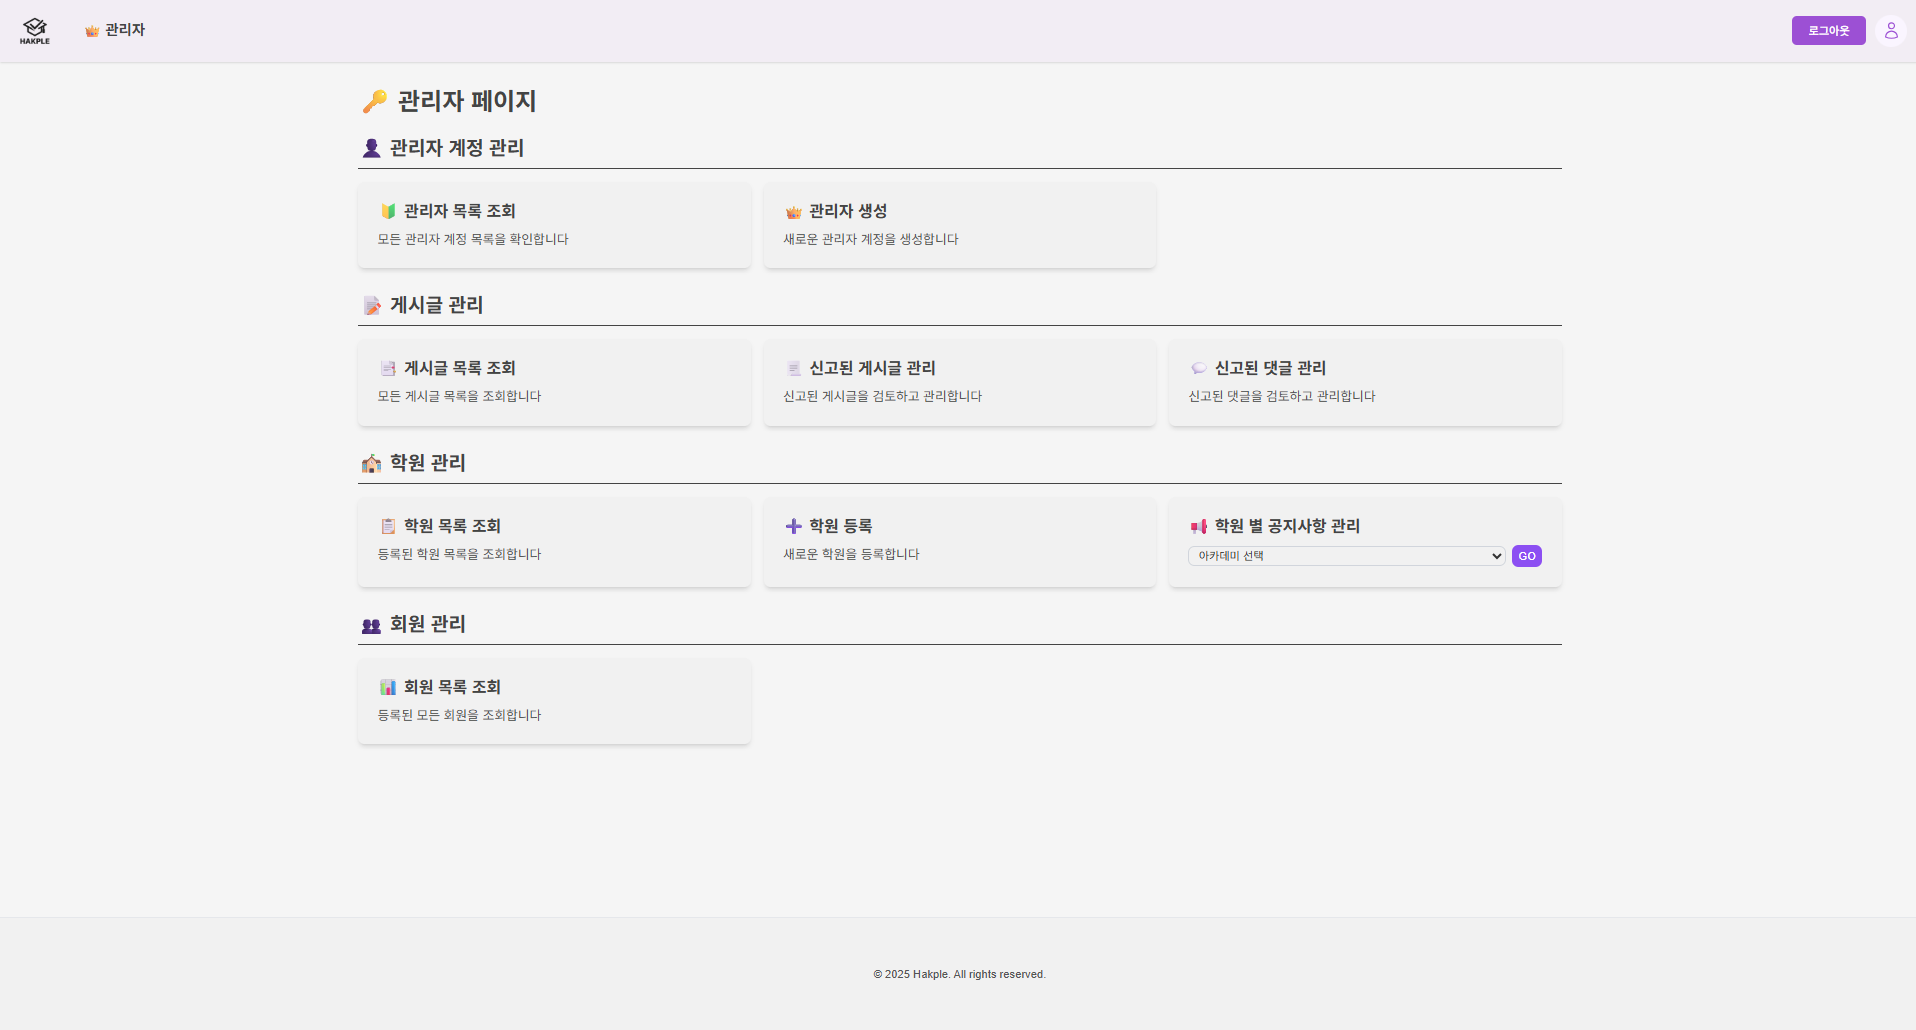 HAKPLE
관리자
로그아웃
관리자 페이지
관리자 계정 관리
관리자 목록 조회
모든 관리자 계정 목록을 확인합니다
관리자 생성
새로운 관리자 계정을 생성합니다
게시글 관리
게시글 목록 조회
모든 게시글 목록을 조회합니다
신고된 게시글 관리
신고된 게시글을 검토하고 관리합니다
신고된 댓글 관리
신고된 댓글을 검토하고 관리합니다
학원 관리
학원 목록 조회
등록된 학원 목록을 조회합니다
학원 등록
새로운 학원을 등록합니다
학원 별 공지사항 관리
아카데미 선택
GO
회원 관리
회원 목록 조회
등록된 모든 회원을 조회합니다
© 2025 Hakple. All rights reserved.